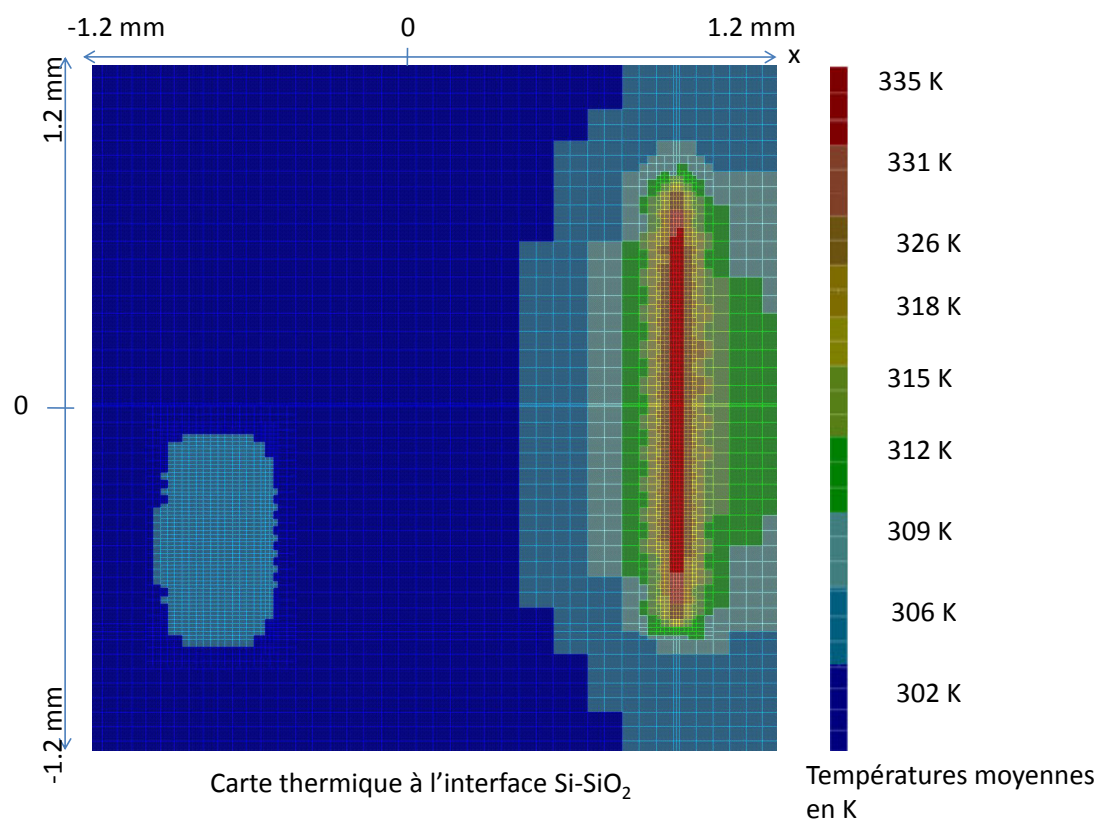 -1.2 mm
0
1.2 mm
x
1.2 mm
0
-1.2 mm
335 K
331 K
326 K
318 K
315 K
312 K
309 K
306 K
302 K
Carte thermique à l’interface Si-SiO₂
Températures moyennes
en K